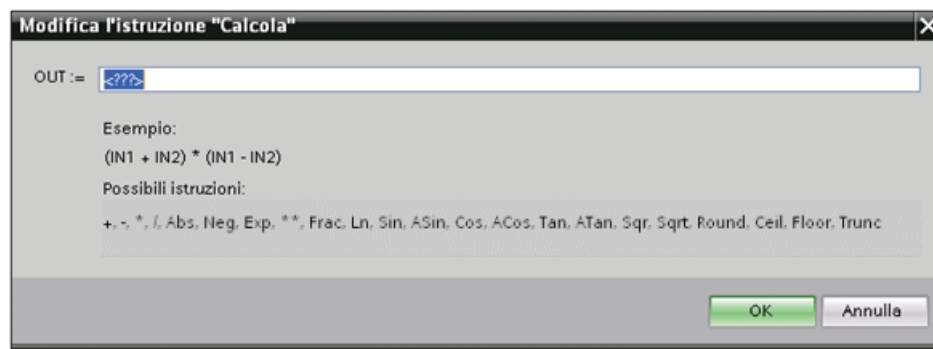 Modifica l'istruzione "Calcola"
OUT := <???>
Esempio:
(IN1 + IN2) * (IN1 - IN2)
Possibili istruzioni:
+, -, *, /, Abs, Neg, Exp, **, Frac, Ln, Sin, ASin, Cos, ACos, Tan, ATan, Sqr, Sqrt, Round, Ceil, Floor, Trunc
OK Annulla